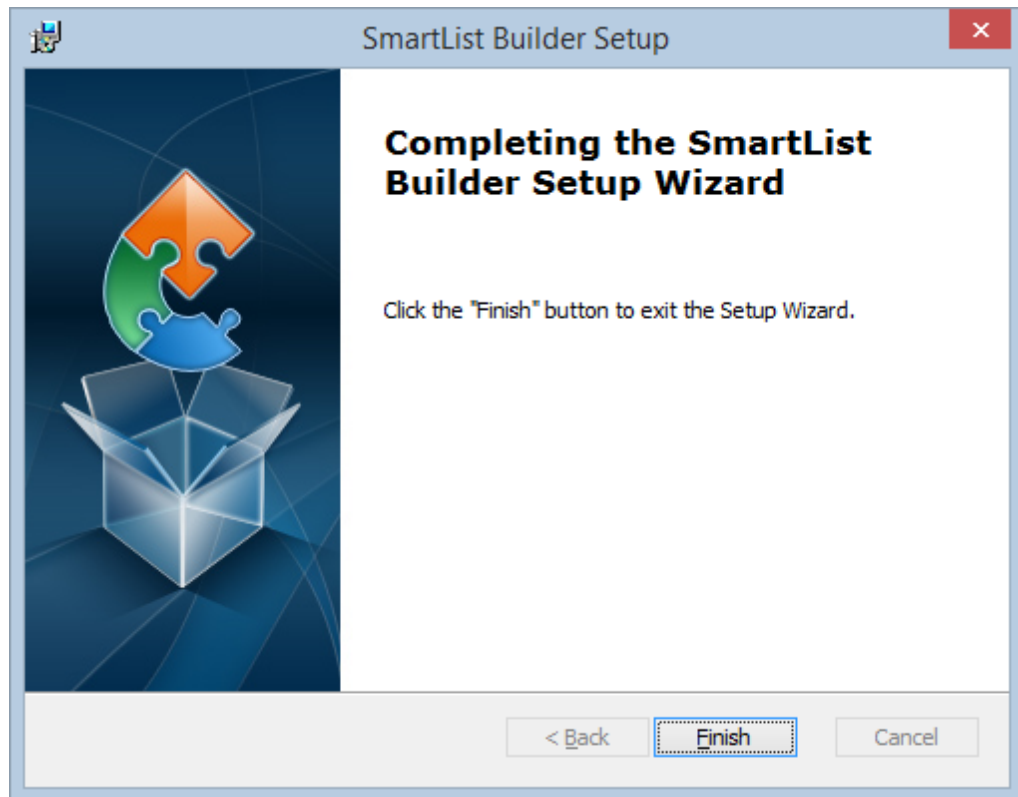 SmartList Builder Setup
Completing the SmartList
Builder Setup Wizard
Click the "Finish" button to exit the Setup Wizard.
< Back Finish Cancel